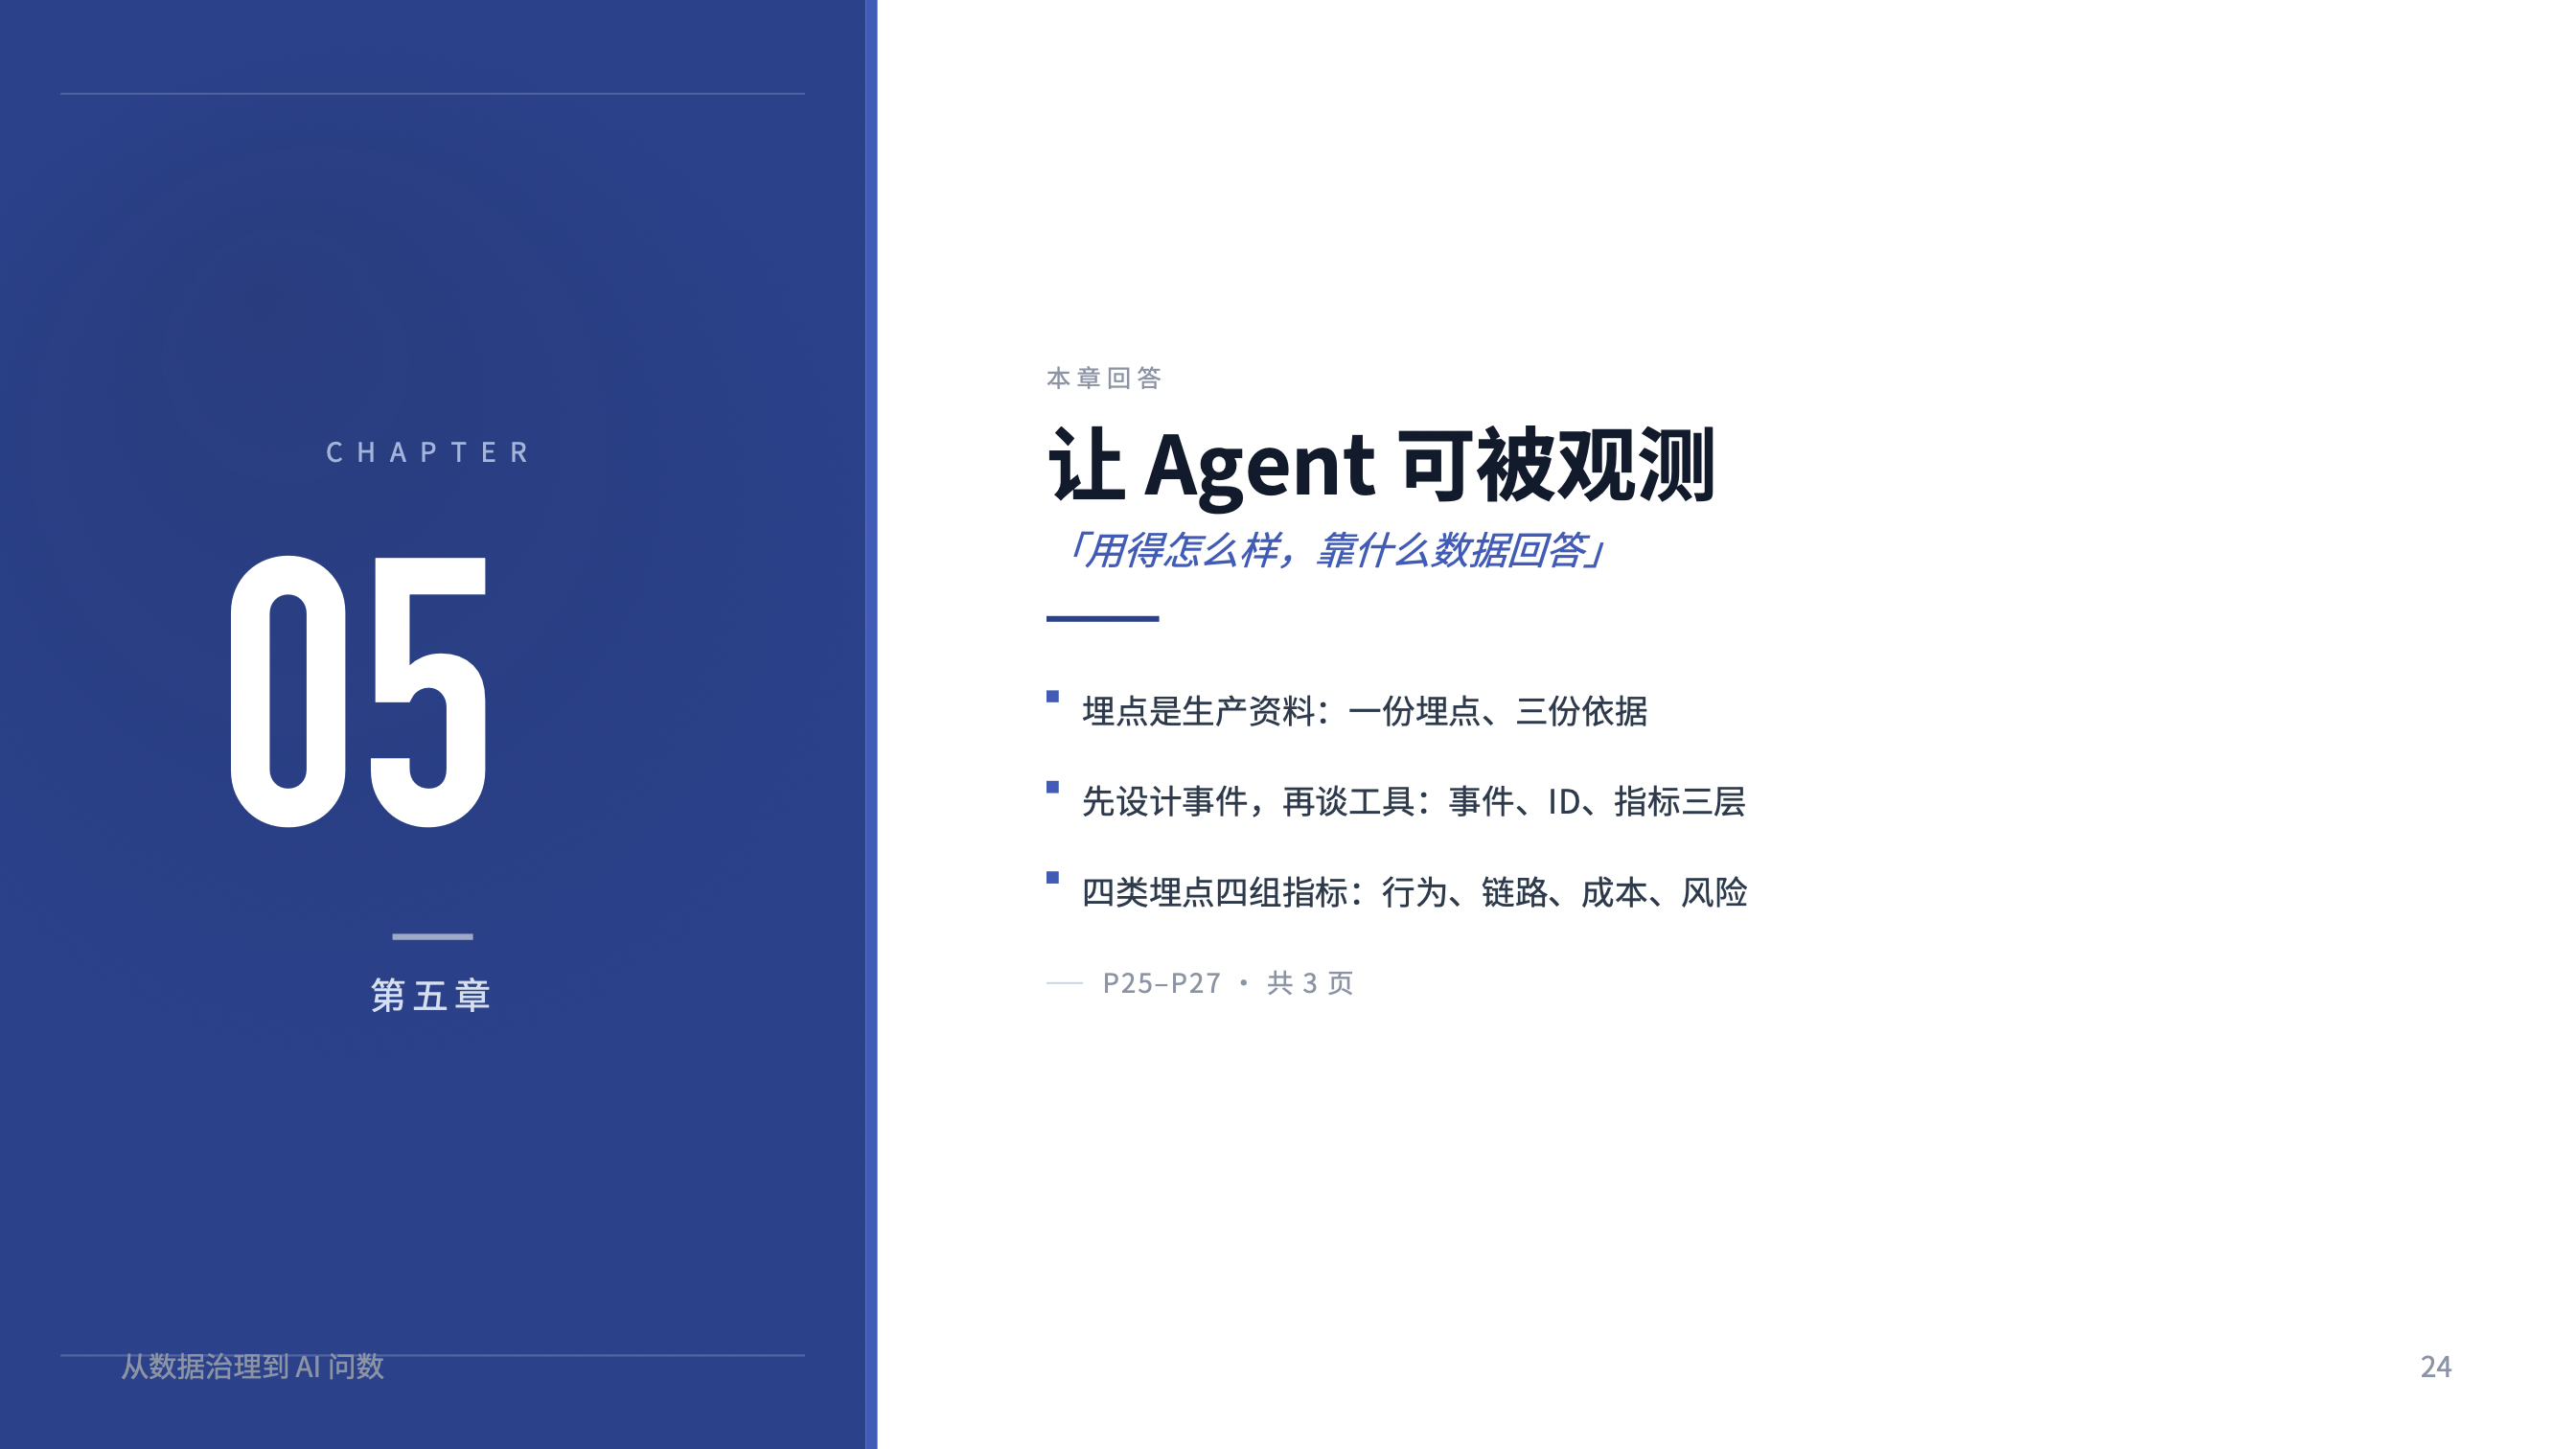 CHAPTER
05
第五章
从数据治理到 AI 问数
本章回答
让 Agent 可被观测
「用得怎么样，靠什么数据回答」
埋点是生产资料：一份埋点、三份依据
先设计事件，再谈工具：事件、ID、指标三层
四类埋点四组指标：行为、链路、成本、风险
P25–P27 · 共 3 页
24